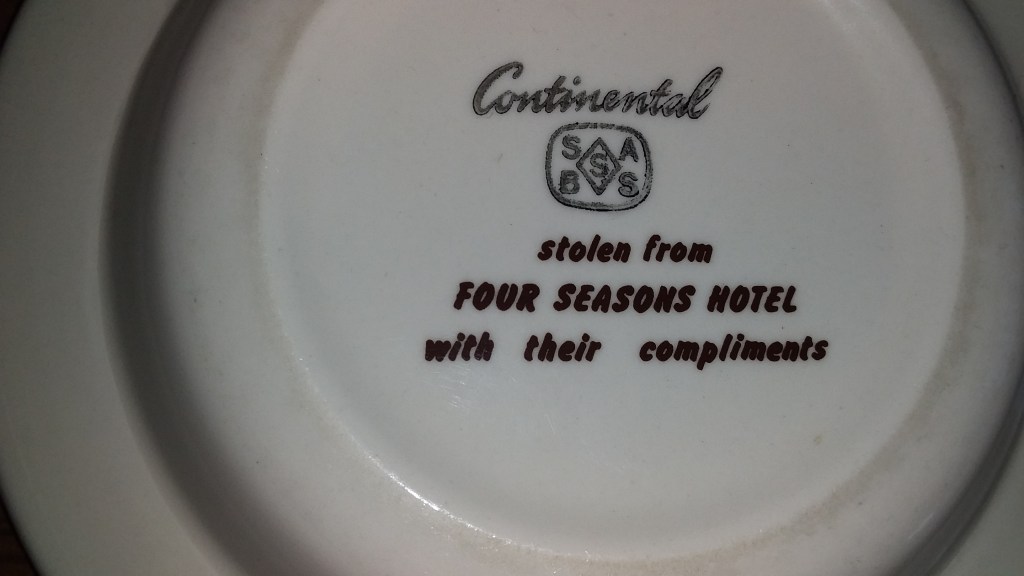 Continental
S A
S
B S
stolen from
FOUR SEASONS HOTEL
with their compliments